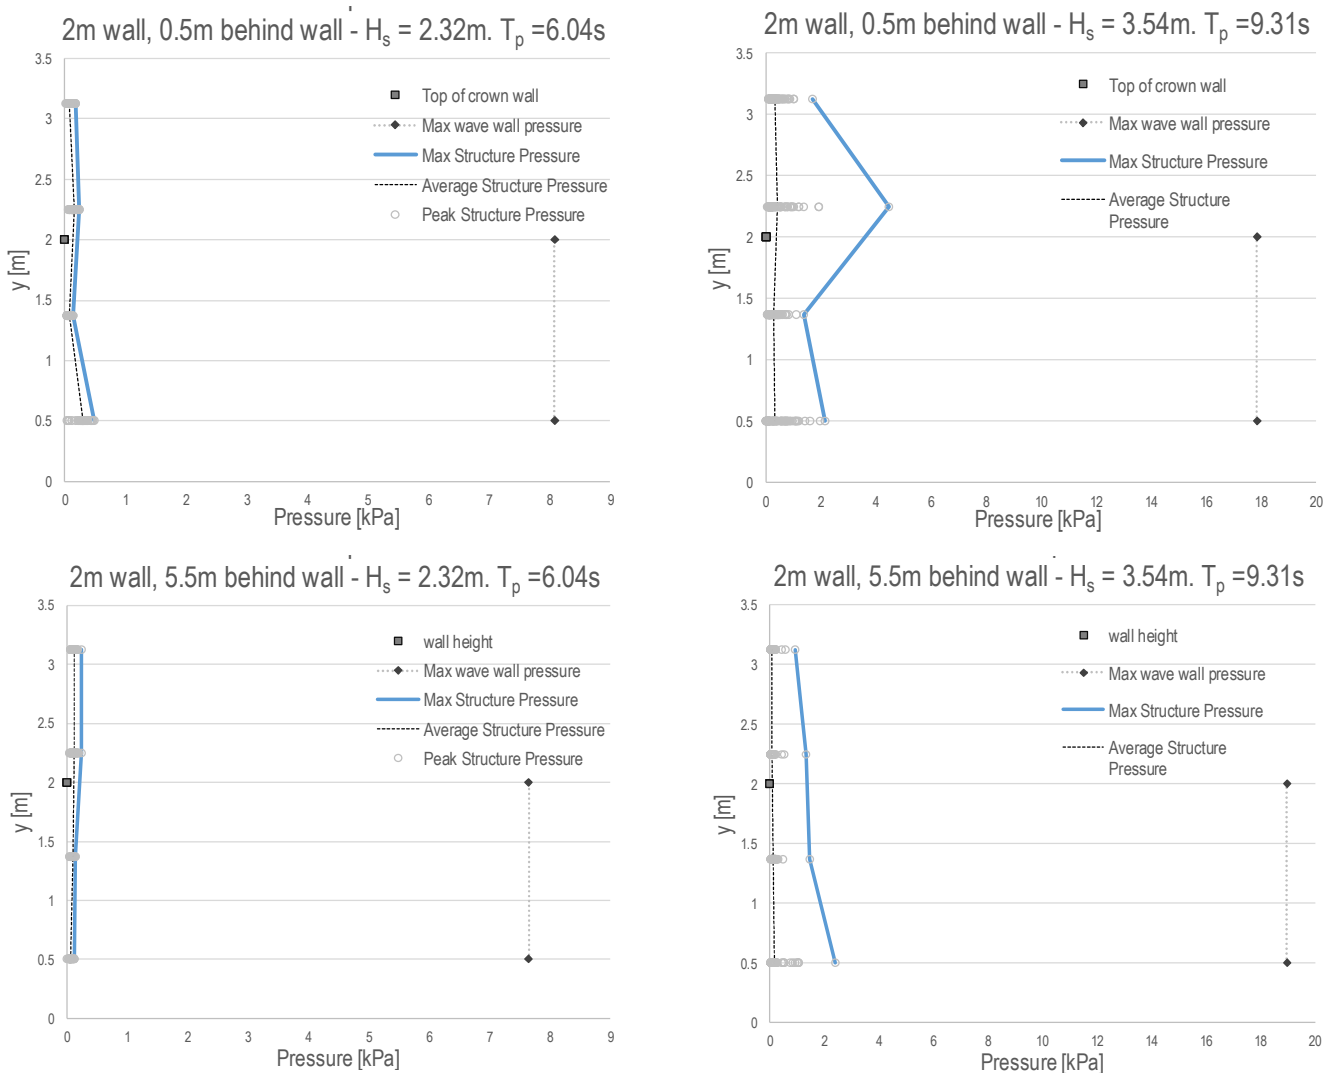 2m wall, 0.5m behind wall - Hₛ = 2.32m. Tₚ =6.04s
3.5
3
2.5
2
1.5
1
0.5
0
y [m]
Top of crown wall
Max wave wall pressure
Max Structure Pressure
Average Structure Pressure
Peak Structure Pressure
0 1 2 3 4 5 6 7 8 9
Pressure [kPa]
2m wall, 0.5m behind wall - Hₛ = 3.54m. Tₚ =9.31s
3.5
3
2.5
2
1.5
1
0.5
0
y [m]
Top of crown wall
Max wave wall pressure
Max Structure Pressure
Average Structure
Pressure
0 2 4 6 8 10 12 14 16 18 20
Pressure [kPa]
2m wall, 5.5m behind wall - Hₛ = 2.32m. Tₚ =6.04s
3.5
3
2.5
2
1.5
1
0.5
0
y [m]
wall height
Max wave wall pressure
Max Structure Pressure
Average Structure Pressure
Peak Structure Pressure
0 1 2 3 4 5 6 7 8 9
Pressure [kPa]
2m wall, 5.5m behind wall - Hₛ = 3.54m. Tₚ =9.31s
3.5
3
2.5
2
1.5
1
0.5
0
y [m]
wall height
Max wave wall pressure
Max Structure Pressure
Average Structure
Pressure
0 2 4 6 8 10 12 14 16 18 20
Pressure [kPa]